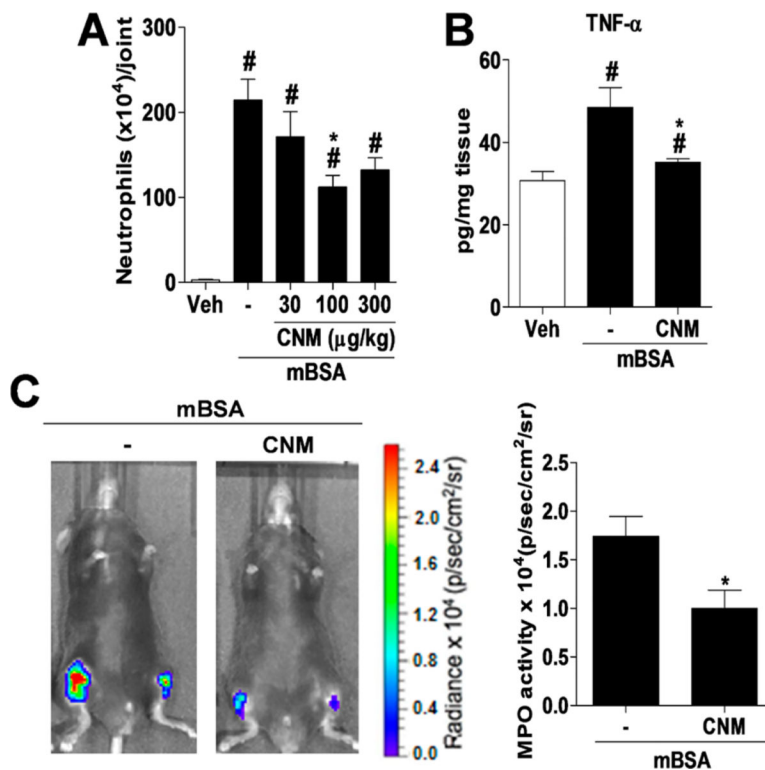 A
Neutrophils (x10⁴)/joint
300
200
100
0
#
#
*
#
#
Veh - 30 100 300
CNM (μg/kg)
mBSA
B
TNF-α
pg/mg tissue
60
40
20
0
#
*
#
Veh - CNM
mBSA
C
mBSA
- CNM
2.4
2.0
1.6
1.2
0.8
0.4
0.0
Radiance x 10⁴ (p/sec/cm²/sr)
MPO activity x 10⁴(p/sec/cm²/sr)
2.5
2.0
1.5
1.0
0.5
0.0
*
- CNM
mBSA